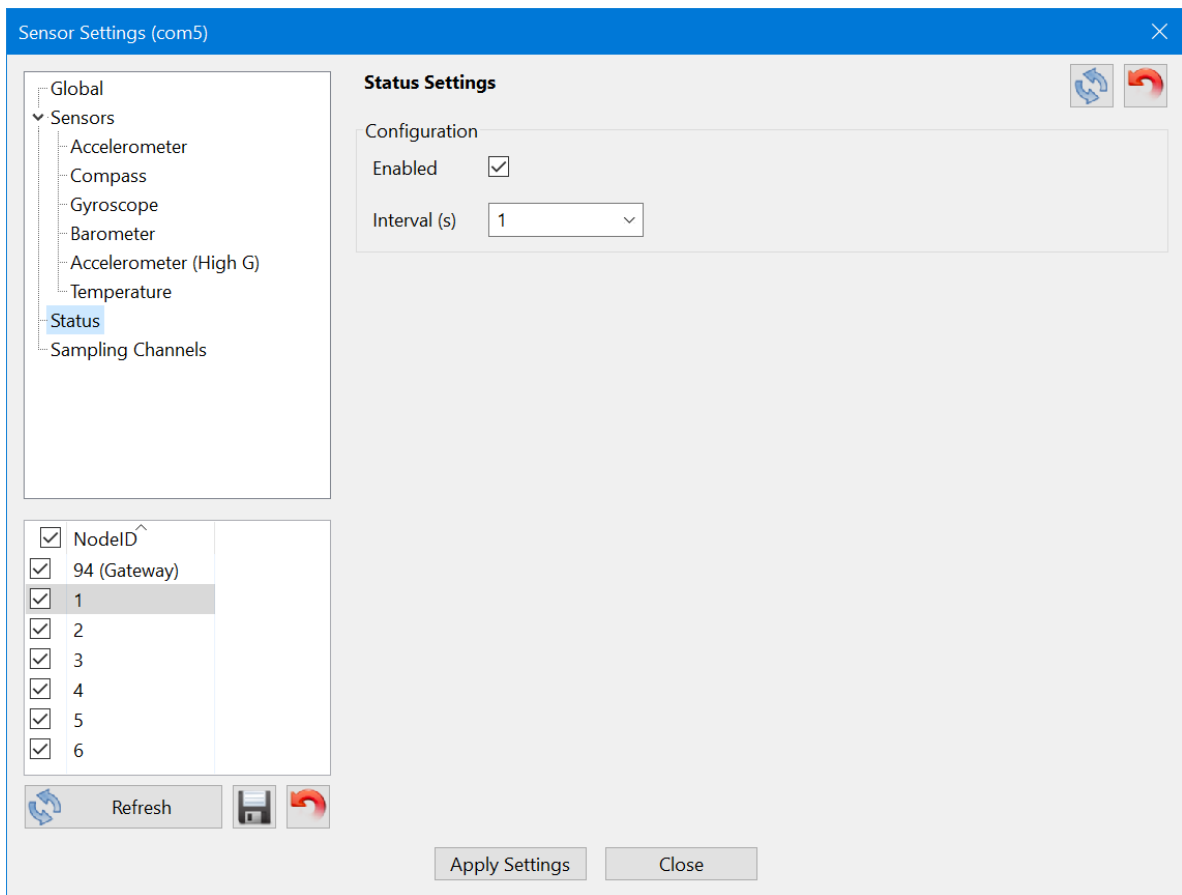 Sensor Settings (com5)
Global
Sensors
Accelerometer
Compass
Gyroscope
Barometer
Accelerometer (High G)
Temperature
Status
Sampling Channels
NodeID
94 (Gateway)
1
2
3
4
5
6
Refresh
Status Settings
Configuration
Enabled
Interval (s) 1
Apply Settings Close